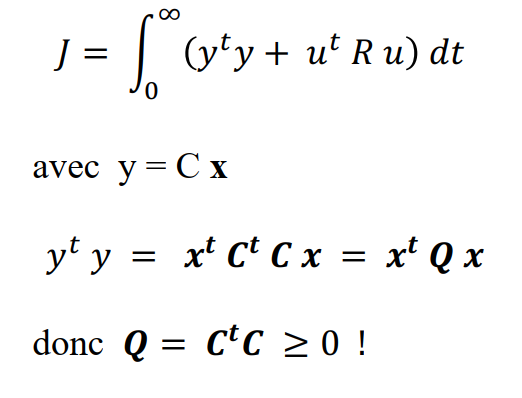 J = ∫₀^∞ (yᵗy + uᵗ R u) dt
avec y = C x
yᵗ y = xᵗ Cᵗ C x = xᵗ Q x
donc Q = CᵗC ≥ 0 !